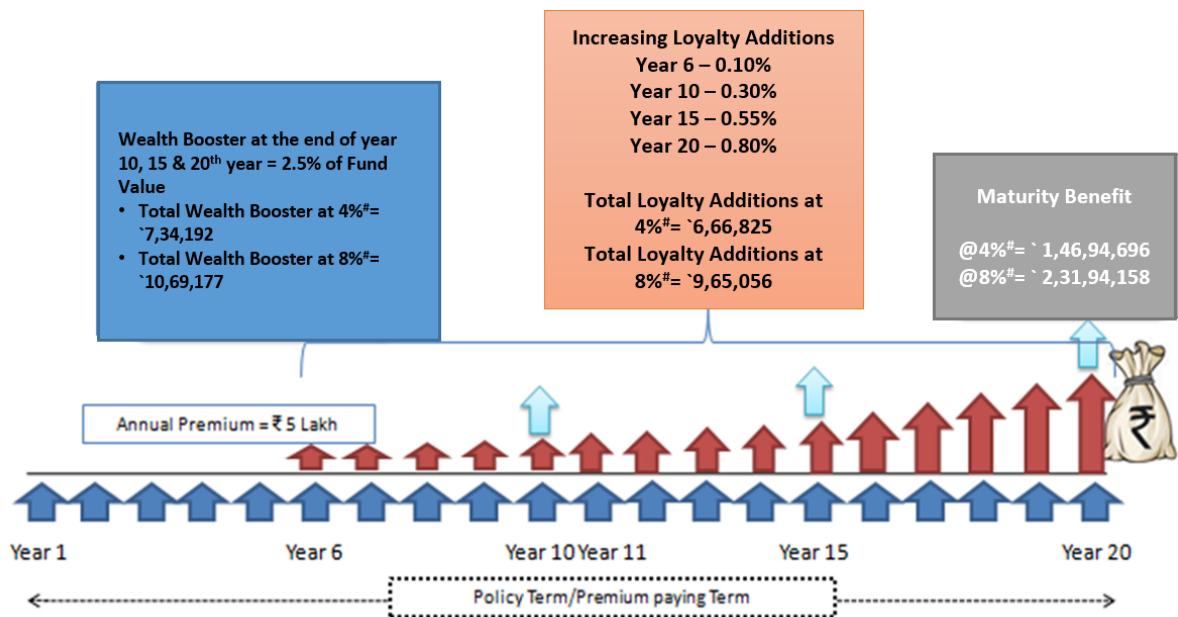 Wealth Booster at the end of year
10, 15 & 20th year = 2.5% of Fund
Value
• Total Wealth Booster at 4%#=
`7,34,192
• Total Wealth Booster at 8%#=
`10,69,177
Increasing Loyalty Additions
Year 6 – 0.10%
Year 10 – 0.30%
Year 15 – 0.55%
Year 20 – 0.80%
Total Loyalty Additions at
4%#= `6,66,825
Total Loyalty Additions at
8%#= `9,65,056
Maturity Benefit
@4%#= ` 1,46,94,696
@8%#= ` 2,31,94,158
Annual Premium = ₹ 5 Lakh
₹
Year 1
Year 6
Year 10
Year 11
Year 15
Year 20
Policy Term/Premium paying Term